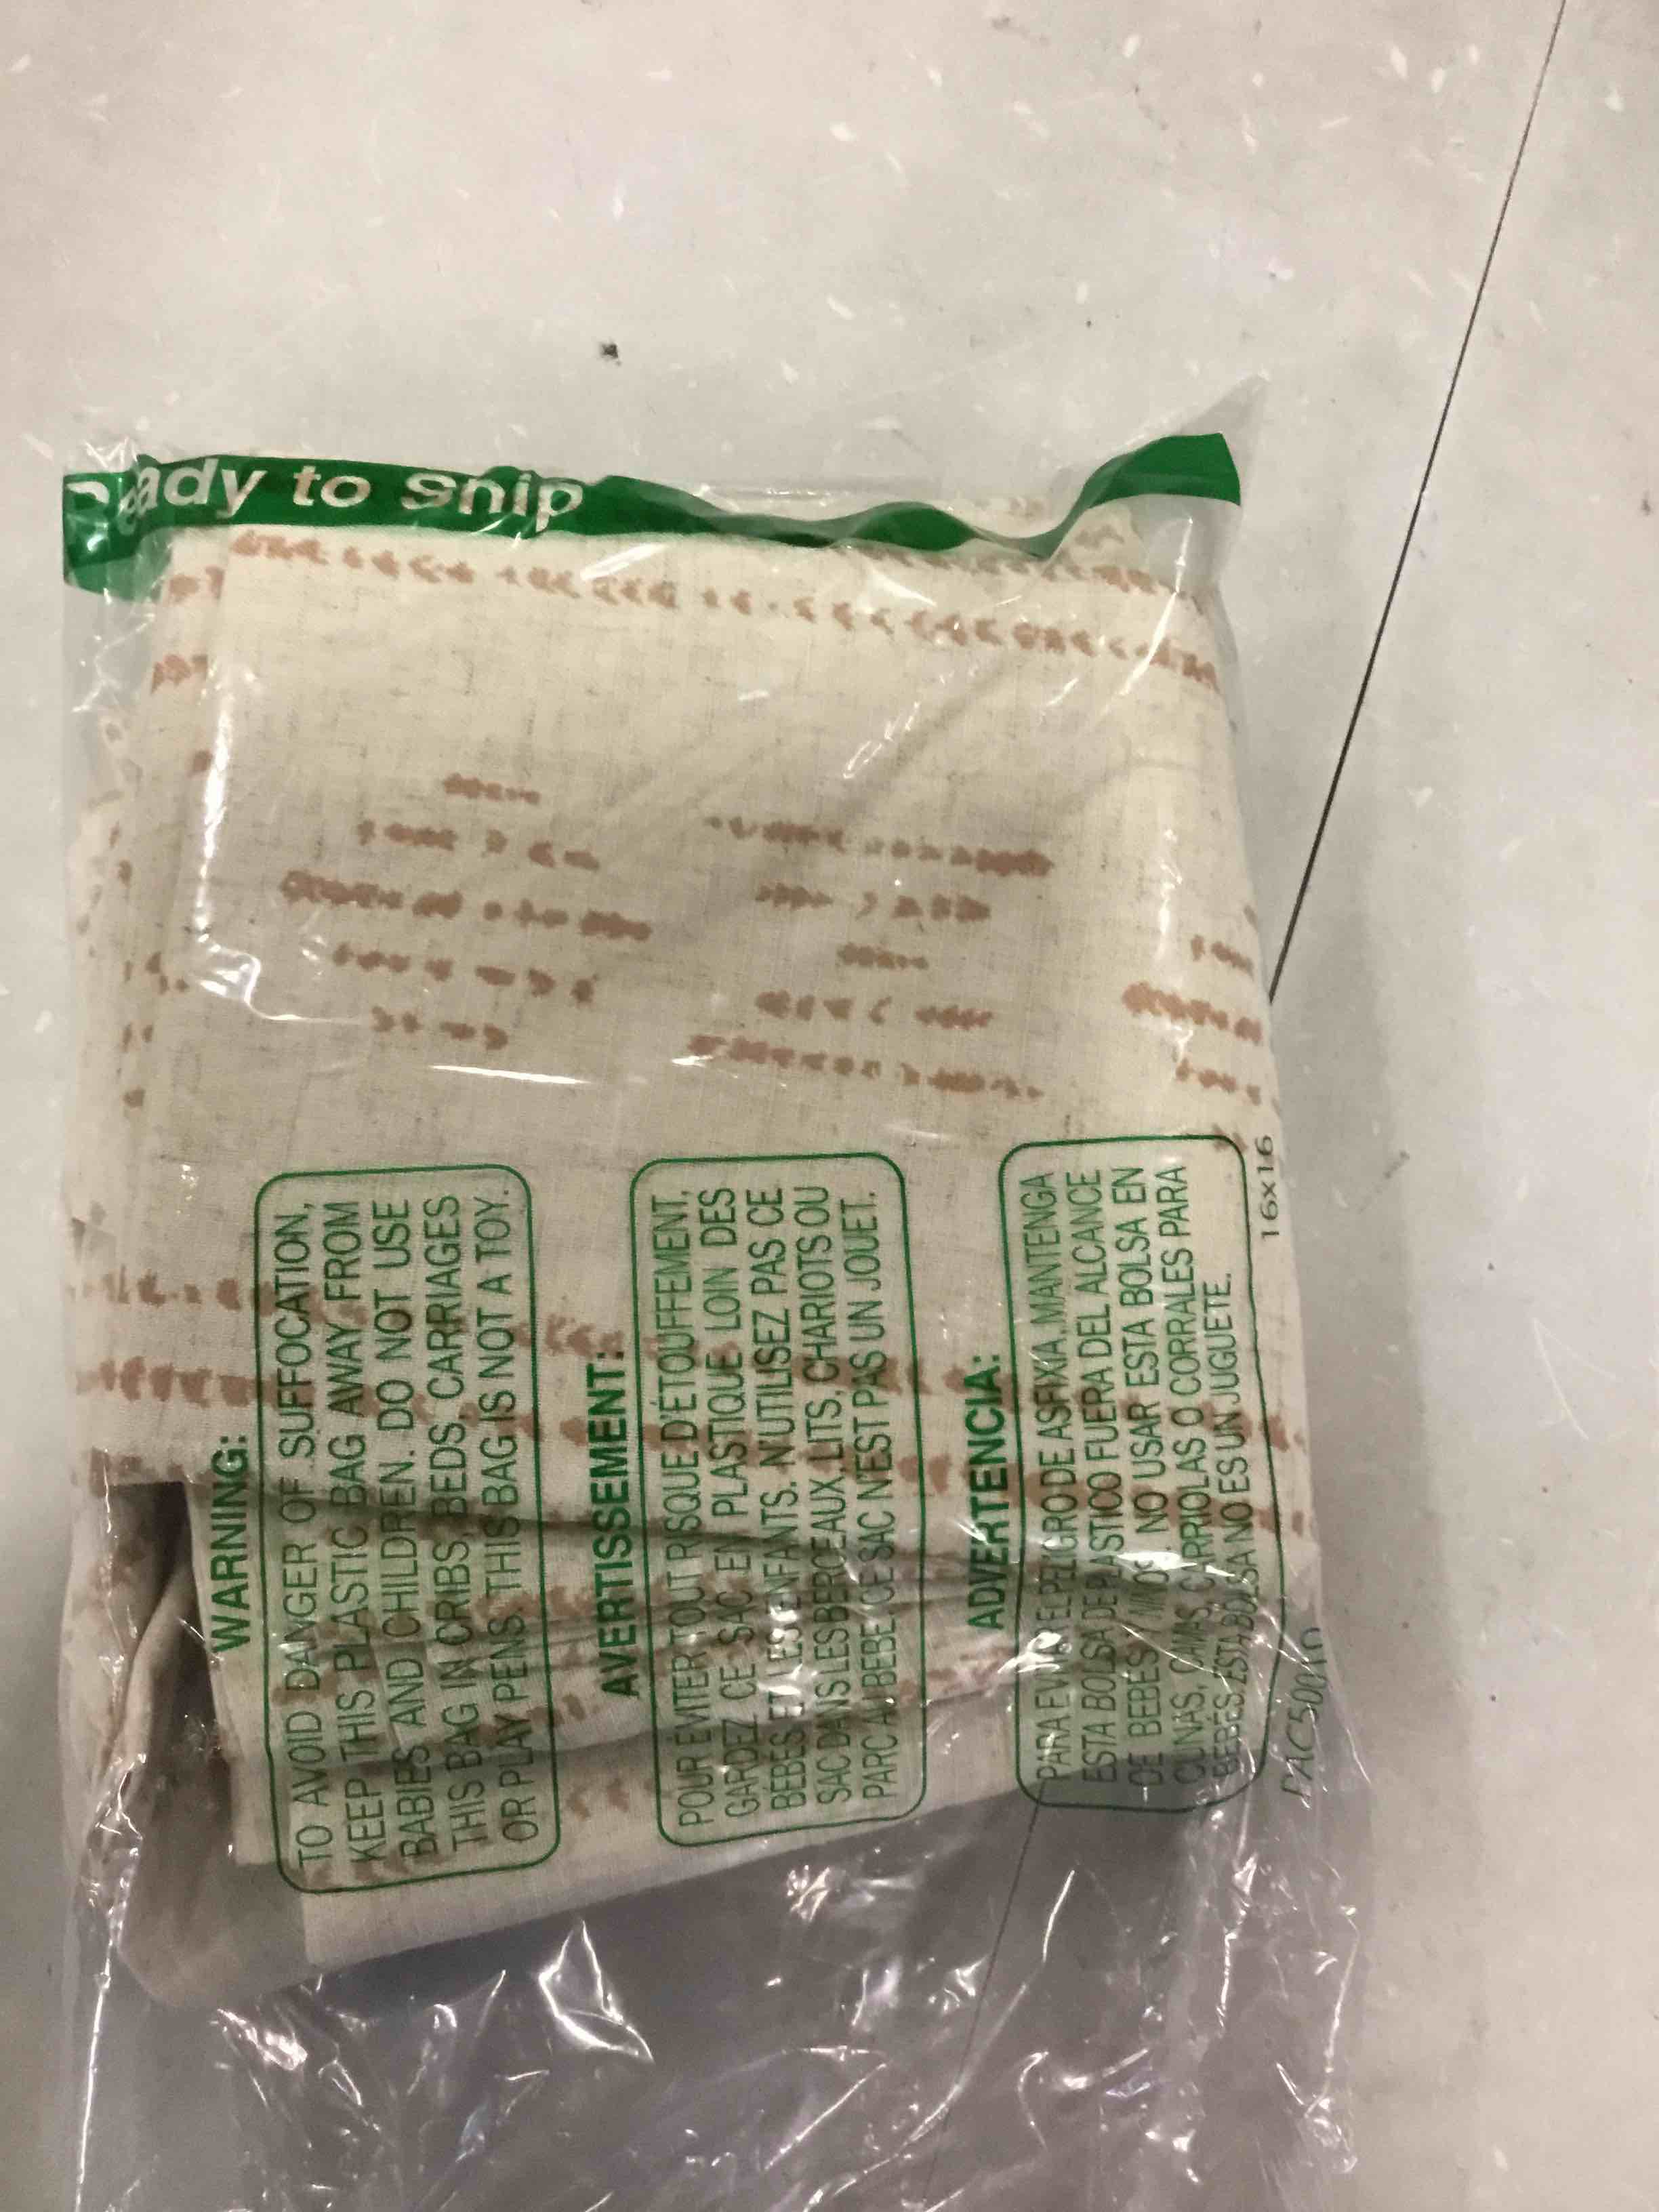 Ready to Snip
WARNING:
TO AVOID DANGER OF SUFFOCATION,
KEEP THIS PLASTIC BAG AWAY FROM
BABIES AND CHILDREN. DO NOT USE
THIS BAG IN CRIBS, BEDS, CARRIAGES
OR PLAY PENS. THIS BAG IS NOT A TOY.
AVERTISSEMENT:
POUR EVITER TOUT RISQUE D'ÉTOUFFEMENT,
GARDEZ CE SAC EN PLASTIQUE LOIN DES
BÉBÉS ET LES ENFANTS. N'UTILISEZ PAS CE
SAC DANS LES BERCEAUX, LITS, CHARIOTS OU
PARC AU BEBE. CE SAC N'EST PAS UN JOUET.
ADVERTENCIA:
PARA EVITAR EL PELIGRO DE ASFIXIA, MANTENGA
ESTA BOLSA DE PLASTICO FUERA DEL ALCANCE
DE BEBES Y NIÑOS. NO USAR ESTA BOLSA EN
CUNAS, CAMAS, CARRIOLAS O CORRALES PARA
BEBÉS. ESTA BOLSA NO ES UN JUGUETE.
16x16